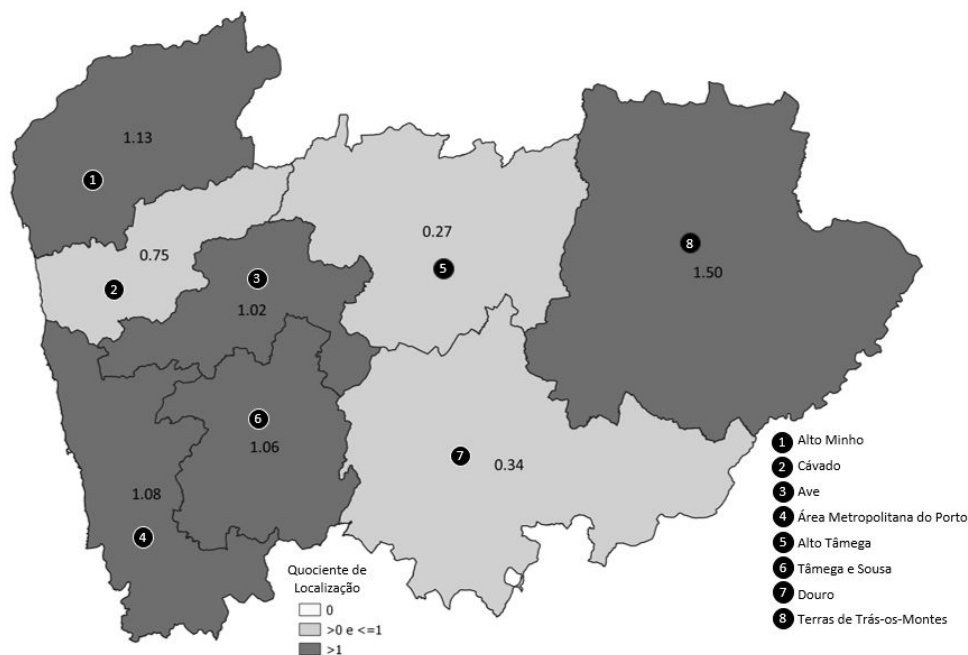 1.13
1
0.75
2
3
1.02
0.27
5
8
1.50
6
1.06
7
0.34
1.08
4
1 Alto Minho
2 Cávado
3 Ave
4 Área Metropolitana do Porto
5 Alto Tâmega
6 Tâmega e Sousa
7 Douro
8 Terras de Trás-os-Montes
Quociente de
Localização
0
>0 e <=1
>1